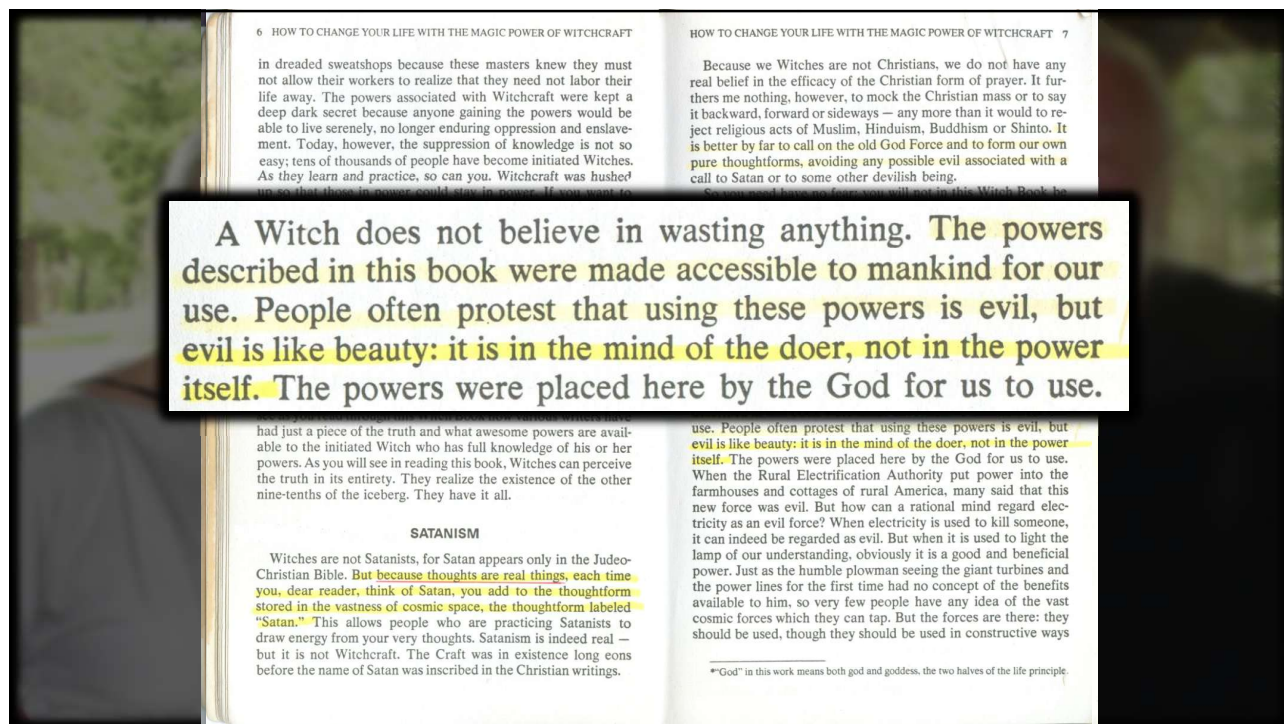 6 HOW TO CHANGE YOUR LIFE WITH THE MAGIC POWER OF WITCHCRAFT
in dreaded sweatshops because these masters knew they must
not allow their workers to realize that they need not labor their
life away. The powers associated with Witchcraft were kept a
deep dark secret because anyone gaining the powers would be
able to live serenely, no longer enduring oppression and enslave-
ment. Today, however, the suppression of knowledge is not so
easy; tens of thousands of people have become initiated Witches.
As they learn and practice, so can you. Witchcraft was hushed
up so that those in power could stay in power. If you want to
had just a piece of the truth and what awesome powers are avail-
able to the initiated Witch who has full knowledge of his or her
powers. As you will see in reading this book, Witches can perceive
the truth in its entirety. They realize the existence of the other
nine-tenths of the iceberg. They have it all.
SATANISM
Witches are not Satanists, for Satan appears only in the Judeo-
Christian Bible. But because thoughts are real things, each time
you, dear reader, think of Satan, you add to the thoughtform
stored in the vastness of cosmic space, the thoughtform labeled
"Satan." This allows people who are practicing Satanists to
draw energy from your very thoughts. Satanism is indeed real —
but it is not Witchcraft. The Craft was in existence long eons
before the name of Satan was inscribed in the Christian writings.
HOW TO CHANGE YOUR LIFE WITH THE MAGIC POWER OF WITCHCRAFT 7
Because we Witches are not Christians, we do not have any
real belief in the efficacy of the Christian form of prayer. It fur-
thers me nothing, however, to mock the Christian mass or to say
it backward, forward or sideways — any more than it would to re-
ject religious acts of Muslim, Hinduism, Buddhism or Shinto. It
is better by far to call on the old God Force and to form our own
pure thoughtforms, avoiding any possible evil associated with a
call to Satan or to some other devilish being.
So you need have no fear: you will not in this Witch Book be
A Witch does not believe in wasting anything. The powers
described in this book were made accessible to mankind for our
use. People often protest that using these powers is evil, but
evil is like beauty: it is in the mind of the doer, not in the power
itself. The powers were placed here by the God for us to use.
use. People often protest that using these powers is evil, but
evil is like beauty: it is in the mind of the doer, not in the power
itself. The powers were placed here by the God for us to use.
When the Rural Electrification Authority put power into the
farmhouses and cottages of rural America, many said that this
new force was evil. But how can a rational mind regard elec-
tricity as an evil force? When electricity is used to kill someone,
it can indeed be regarded as evil. But when it is used to light the
lamp of our understanding, obviously it is a good and beneficial
power. Just as the humble plowman seeing the giant turbines and
the power lines for the first time had no concept of the benefits
available to him, so very few people have any idea of the vast
cosmic forces which they can tap. But the forces are there: they
should be used, though they should be used in constructive ways
*"God" in this work means both god and goddess, the two halves of the life principle.